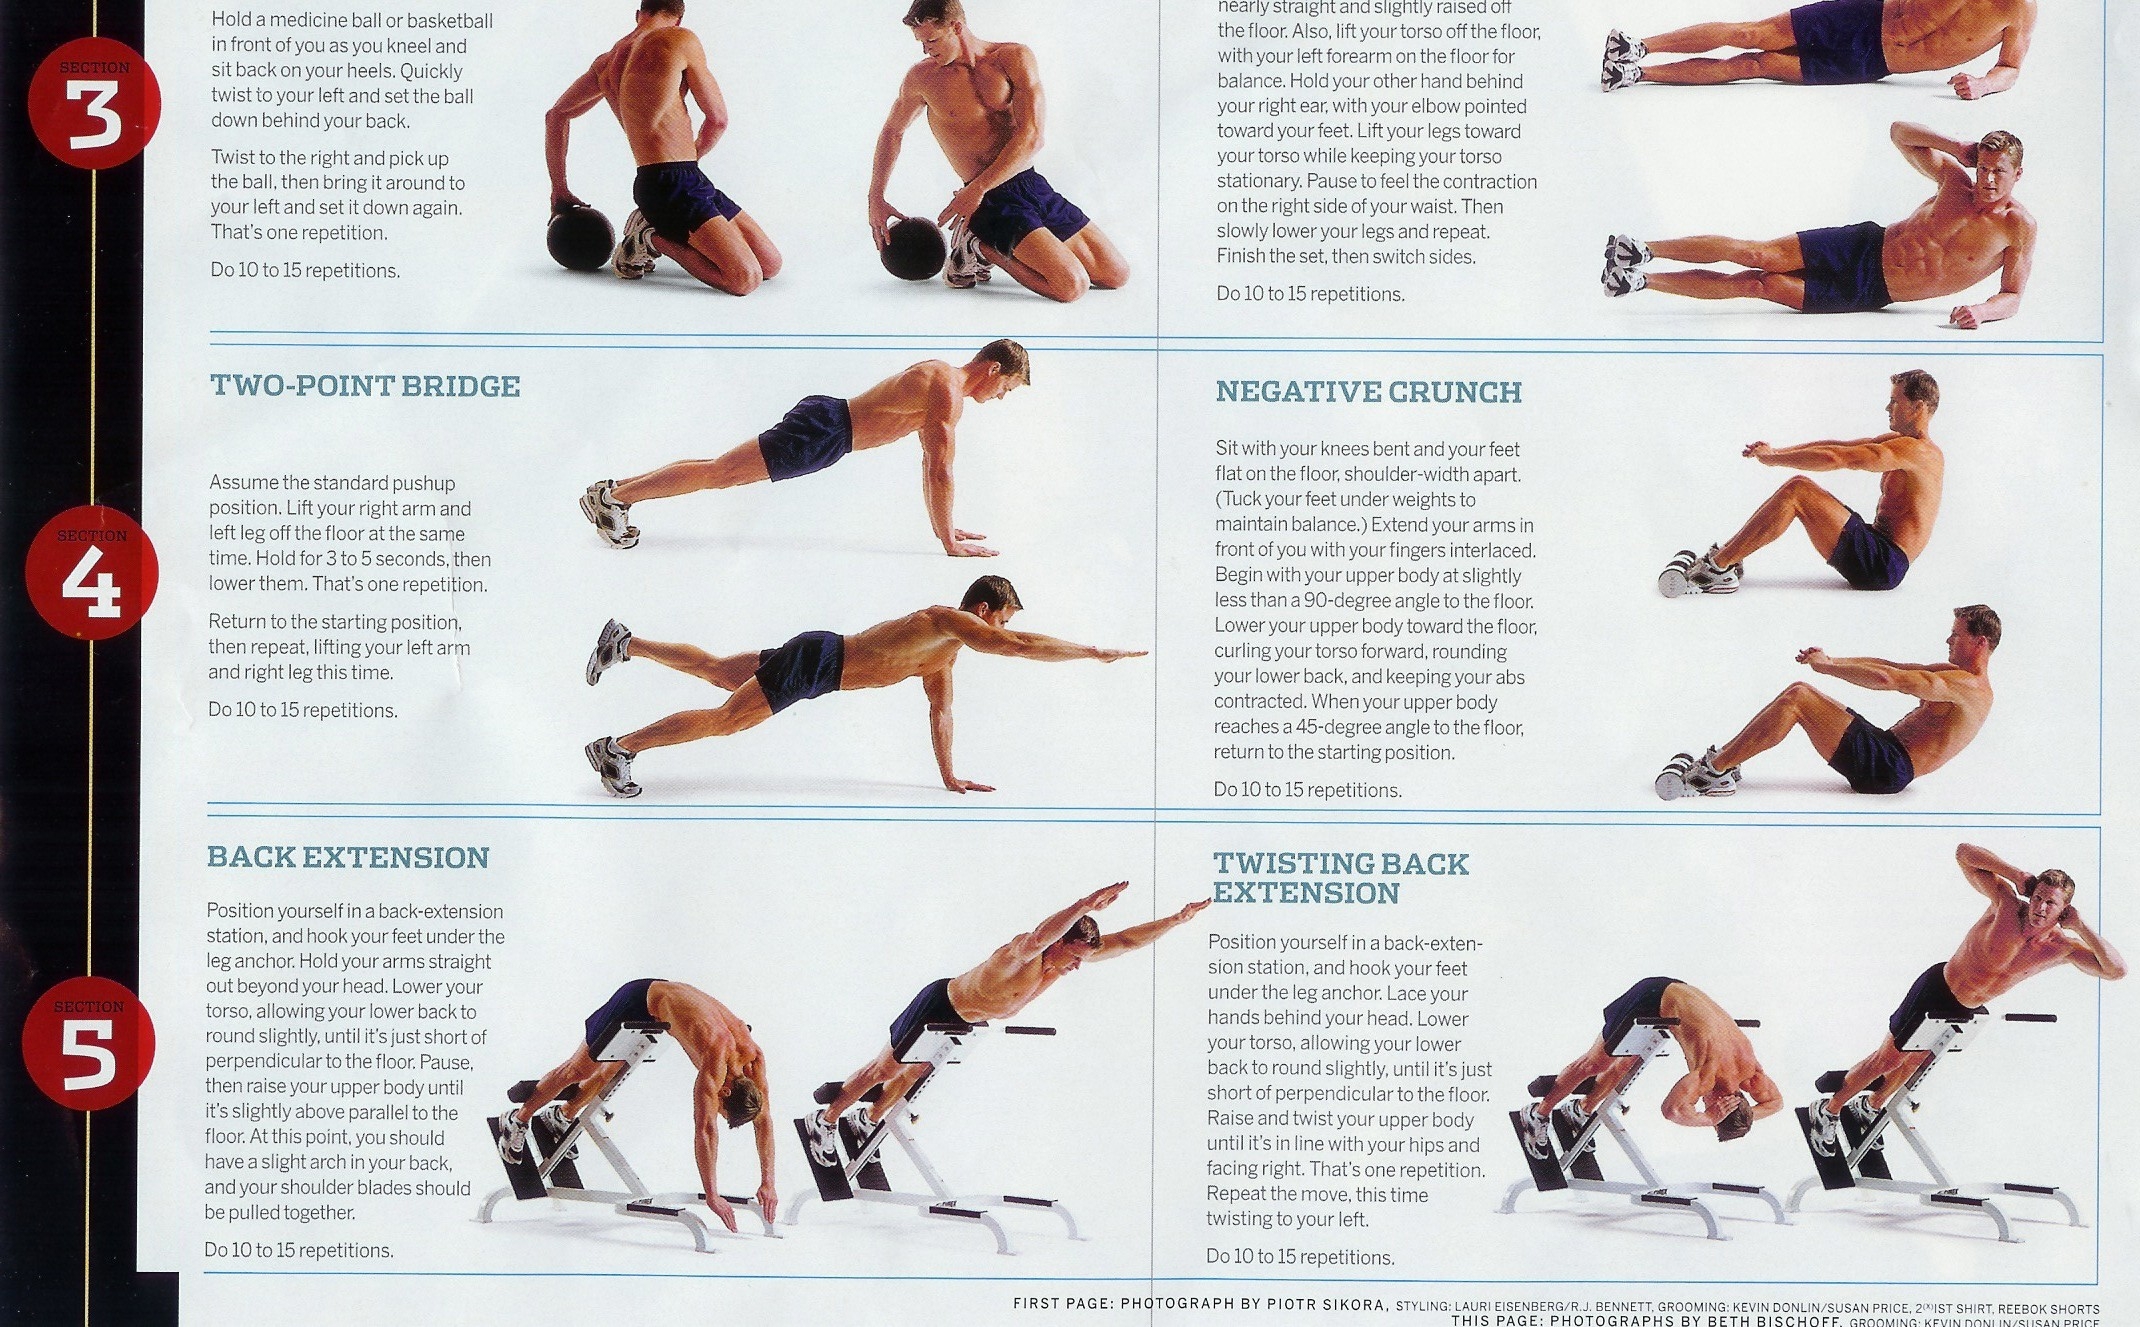 SECTION
3
Hold a medicine ball or basketball
in front of you as you kneel and
sit back on your heels. Quickly
twist to your left and set the ball
down behind your back.
Twist to the right and pick up
the ball, then bring it around to
your left and set it down again.
That's one repetition.
Do 10 to 15 repetitions.
nearly straight and slightly raised off
the floor. Also, lift your torso off the floor,
with your left forearm on the floor for
balance. Hold your other hand behind
your right ear, with your elbow pointed
toward your feet. Lift your legs toward
your torso while keeping your torso
stationary. Pause to feel the contraction
on the right side of your waist. Then
slowly lower your legs and repeat.
Finish the set, then switch sides.
Do 10 to 15 repetitions.
SECTION
4
TWO-POINT BRIDGE
Assume the standard pushup
position. Lift your right arm and
left leg off the floor at the same
time. Hold for 3 to 5 seconds, then
lower them. That's one repetition.
Return to the starting position,
then repeat, lifting your left arm
and right leg this time.
Do 10 to 15 repetitions.
NEGATIVE CRUNCH
Sit with your knees bent and your feet
flat on the floor, shoulder-width apart.
(Tuck your feet under weights to
maintain balance.) Extend your arms in
front of you with your fingers interlaced.
Begin with your upper body at slightly
less than a 90-degree angle to the floor.
Lower your upper body toward the floor,
curling your torso forward, rounding
your lower back, and keeping your abs
contracted. When your upper body
reaches a 45-degree angle to the floor,
return to the starting position.
Do 10 to 15 repetitions.
SECTION
5
BACK EXTENSION
Position yourself in a back-extension
station, and hook your feet under the
leg anchor. Hold your arms straight
out beyond your head. Lower your
torso, allowing your lower back to
round slightly, until it's just short of
perpendicular to the floor. Pause,
then raise your upper body until
it's slightly above parallel to the
floor. At this point, you should
have a slight arch in your back,
and your shoulder blades should
be pulled together.
Do 10 to 15 repetitions.
TWISTING BACK
EXTENSION
Position yourself in a back-exten-
sion station, and hook your feet
under the leg anchor. Lace your
hands behind your head. Lower
your torso, allowing your lower
back to round slightly, until it's just
short of perpendicular to the floor.
Raise and twist your upper body
until it's in line with your hips and
facing right. That's one repetition.
Repeat the move, this time
twisting to your left.
Do 10 to 15 repetitions.
FIRST PAGE: PHOTOGRAPH BY PIOTR SIKORA, STYLING: LAURI EISENBERG/R.J. BENNETT, GROOMING: KEVIN DONLIN/SUSAN PRICE, 2(X)IST SHIRT, REEBOK SHORTS
THIS PAGE: PHOTOGRAPHS BY BETH BISCHOFF, GROOMING: KEVIN DONLIN/SUSAN PRICE